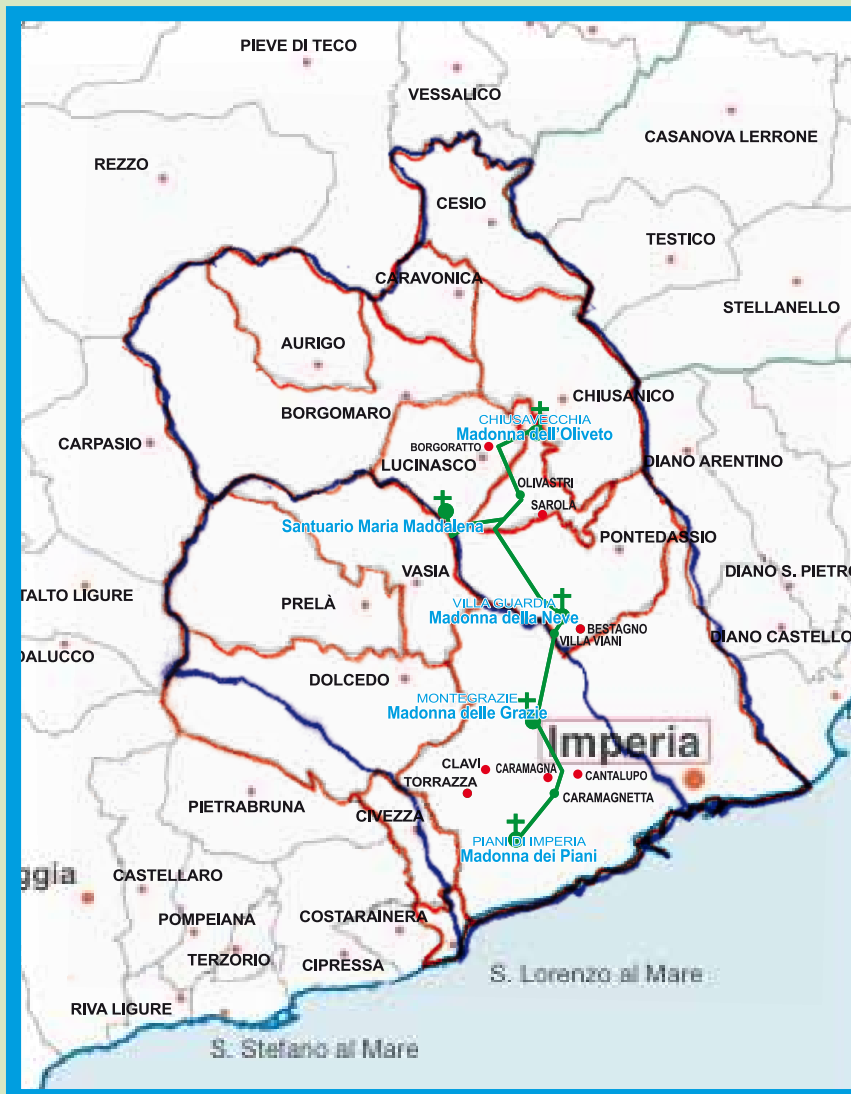 PIEVE DI TECO
VESSALICO
CASANOVA LERRONE
REZZO
CESIO
TESTICO
CARAVONICA
STELLANELLO
AURIGO
BORGOMARO
CHIUSANICO
CHIUSAVECCHIA
Madonna dell'Oliveto
CARPASIO
BORGORATTO
LUCINASCO
DIANO ARENTINO
OLIVASTRI
SAROLA
Santuario Maria Maddalena
PONTEDASSIO
VASIA
DIANO S. PIETRO
TALTO LIGURE
PRELÀ
VILLA GUARDIA
Madonna della Neve
BESTAGNO
VILLA VIANI
DIANO CASTELLO
DALUCCO
DOLCEDO
MONTEGRAZIE
Madonna delle Grazie
Imperia
CLAVI
CARAMAGNA
CANTALUPO
TORRAZZA
CARAMAGNETTA
PIETRABRUNA
CIVEZZA
PIANI DI IMPERIA
Madonna dei Piani
ggia
CASTELLARO
POMPEIANA
COSTARAINERA
TERZORIO
CIPRESSA
S. Lorenzo al Mare
RIVA LIGURE
S. Stefano al Mare